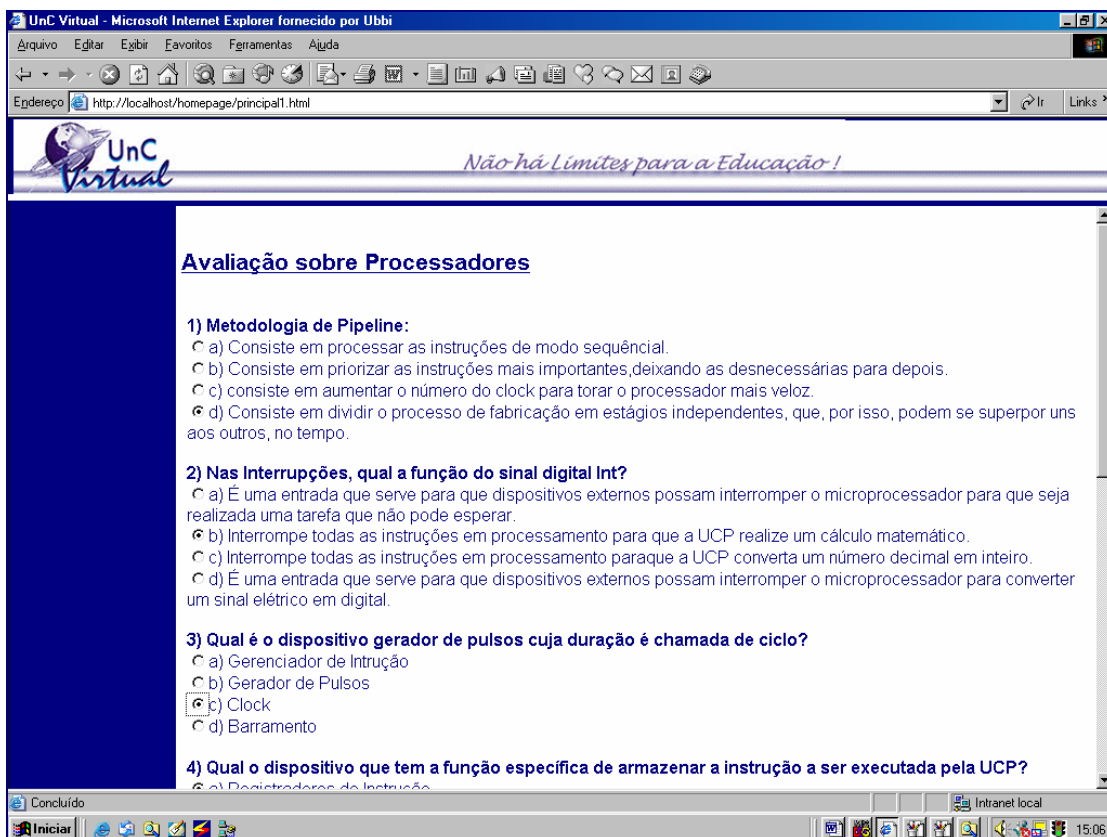 UnC Virtual - Microsoft Internet Explorer fornecido por Ubbi
Arquivo Editar Exibir Favoritos Ferramentas Ajuda
Endereço http://localhost/homepage/principal1.html Ir Links
UnC
Virtual
Não há Limites para a Educação !
Avaliação sobre Processadores
1) Metodologia de Pipeline:
a) Consiste em processar as instruções de modo sequêncial.
b) Consiste em priorizar as instruções mais importantes,deixando as desnecessárias para depois.
c) consiste em aumentar o número do clock para torar o processador mais veloz.
d) Consiste em dividir o processo de fabricação em estágios independentes, que, por isso, podem se superpor uns
aos outros, no tempo.
2) Nas Interrupções, qual a função do sinal digital Int?
a) É uma entrada que serve para que dispositivos externos possam interromper o microprocessador para que seja
realizada uma tarefa que não pode esperar.
b) Interrompe todas as instruções em processamento para que a UCP realize um cálculo matemático.
c) Interrompe todas as instruções em processamento paraque a UCP converta um número decimal em inteiro.
d) É uma entrada que serve para que dispositivos externos possam interromper o microprocessador para converter
um sinal elétrico em digital.
3) Qual é o dispositivo gerador de pulsos cuja duração é chamada de ciclo?
a) Gerenciador de Intrução
b) Gerador de Pulsos
c) Clock
d) Barramento
4) Qual o dispositivo que tem a função específica de armazenar a instrução a ser executada pela UCP?
a) Registradores de Instrução
Concluído Intranet local
Iniciar 15:06